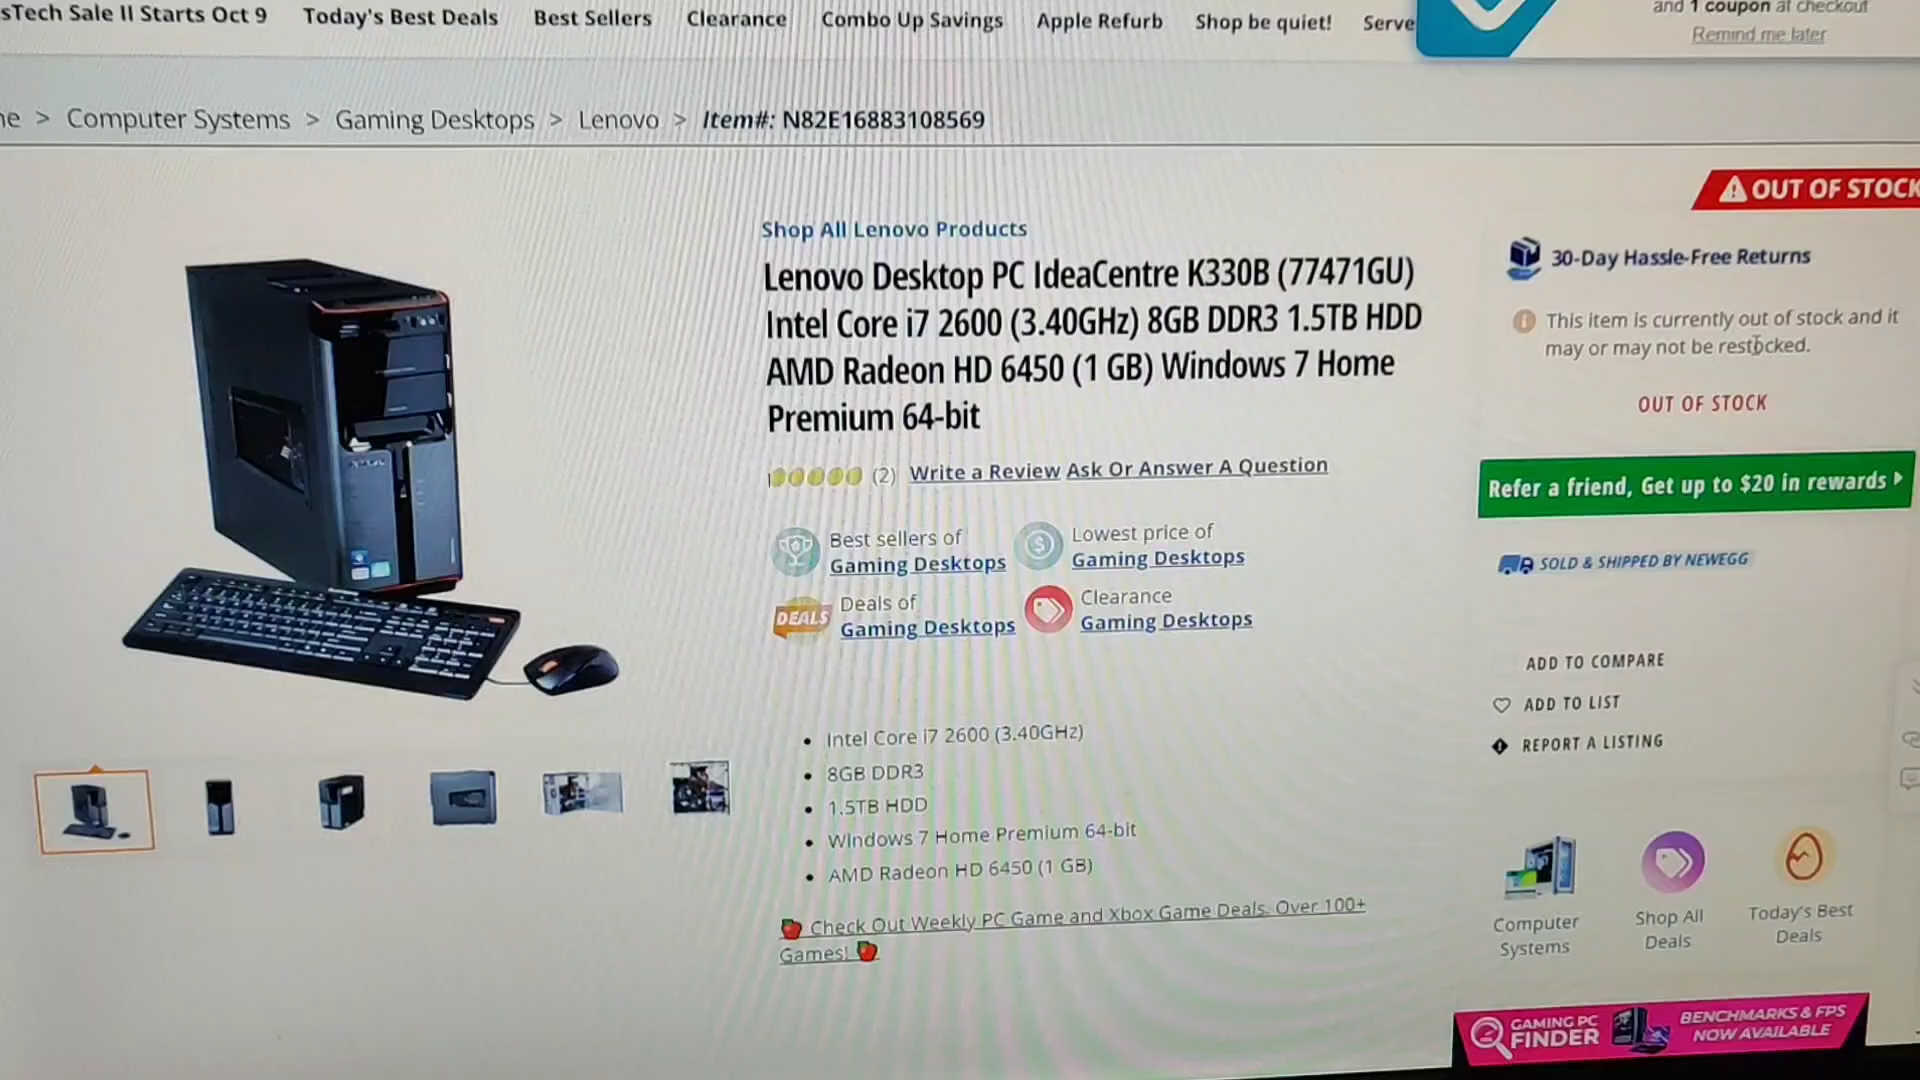 sTech Sale II Starts Oct 9 Today's Best Deals Best Sellers Clearance Combo Up Savings Apple Refurb Shop be quiet! Serve
and 1 coupon at checkout
Remind me later
> Computer Systems > Gaming Desktops > Lenovo > Item#: N82E16883108569
OUT OF STOCK
Shop All Lenovo Products
Lenovo Desktop PC IdeaCentre K330B (77471GU)
Intel Core i7 2600 (3.40GHz) 8GB DDR3 1.5TB HDD
AMD Radeon HD 6450 (1 GB) Windows 7 Home
Premium 64-bit
(2) Write a Review Ask Or Answer A Question
Best sellers of
Gaming Desktops
Lowest price of
Gaming Desktops
DEALS
Deals of
Gaming Desktops
Clearance
Gaming Desktops
• Intel Core i7 2600 (3.40GHz)
• 8GB DDR3
• 1.5TB HDD
• Windows 7 Home Premium 64-bit
• AMD Radeon HD 6450 (1 GB)
Check Out Weekly PC Game and Xbox Game Deals. Over 100+
Games!
30-Day Hassle-Free Returns
This item is currently out of stock and it
may or may not be restocked.
OUT OF STOCK
Refer a friend, Get up to $20 in rewards
SOLD & SHIPPED BY NEWEGG
ADD TO COMPARE
ADD TO LIST
REPORT A LISTING
Computer
Systems
Shop All
Deals
Today's Best
Deals
GAMING PC
FINDER
BENCHMARKS & FPS
NOW AVAILABLE